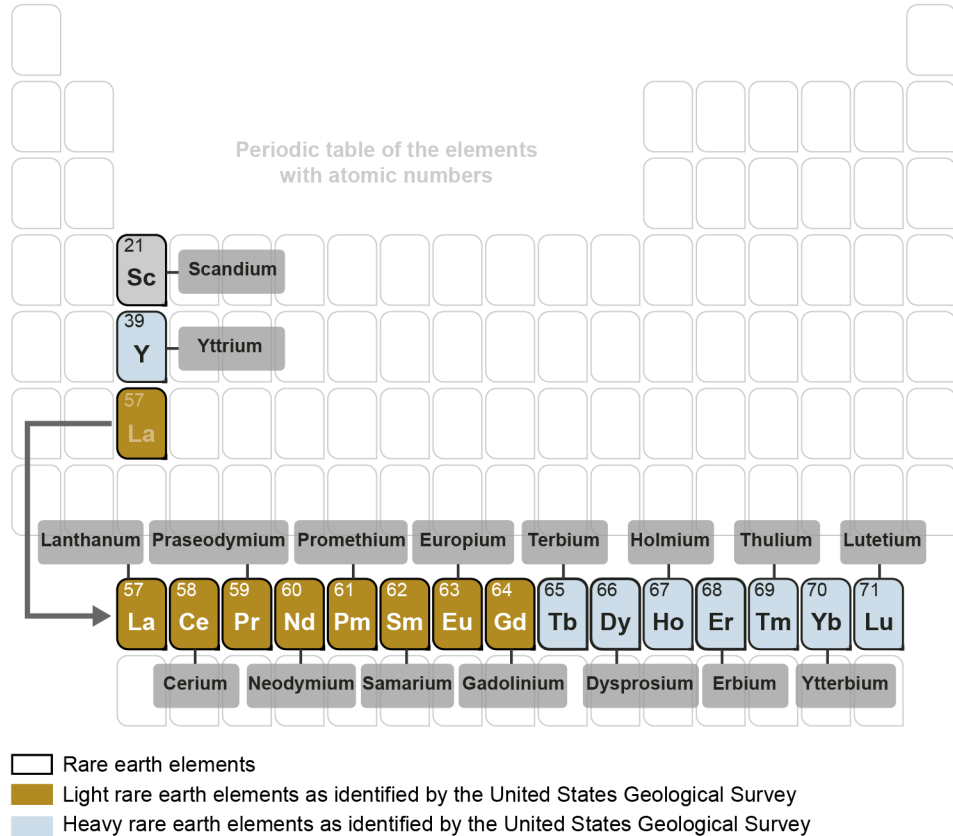 Periodic table of the elements
with atomic numbers
21
Sc
Scandium
39
Y
Yttrium
57
La
Lanthanum Praseodymium Promethium Europium Terbium Holmium Thulium Lutetium
57 58 59 60 61 62 63 64 65 66 67 68 69 70 71
La Ce Pr Nd Pm Sm Eu Gd Tb Dy Ho Er Tm Yb Lu
Cerium Neodymium Samarium Gadolinium Dysprosium Erbium Ytterbium
Rare earth elements
Light rare earth elements as identified by the United States Geological Survey
Heavy rare earth elements as identified by the United States Geological Survey